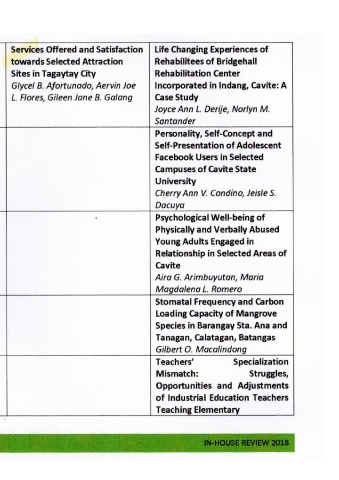 Services Offered and Satisfaction
towards Selected Attraction
Sites in Tagaytay City
Glycel B. Afortunado, Aervin Joe
L. Flores, Gileen Jane B. Galang
Life Changing Experiences of
Rehabilitees of Bridgehall
Rehabilitation Center
Incorporated in Indang, Cavite: A
Case Study
Joyce Ann L. Derije, Norlyn M.
Santander
Personality, Self-Concept and
Self-Presentation of Adolescent
Facebook Users in Selected
Campuses of Cavite State
University
Cherry Ann V. Condino, Jeisle S.
Dacuya
Psychological Well-being of
Physically and Verbally Abused
Young Adults Engaged in
Relationship in Selected Areas of
Cavite
Aira G. Arimbuyutan, Maria
Magdalena L. Romero
Stomatal Frequency and Carbon
Loading Capacity of Mangrove
Species in Barangay Sta. Ana and
Tanagan, Calatagan, Batangas
Gilbert O. Macalindong
Teachers' Specialization
Mismatch: Struggles,
Opportunities and Adjustments
of Industrial Education Teachers
Teaching Elementary
IN-HOUSE REVIEW 2018